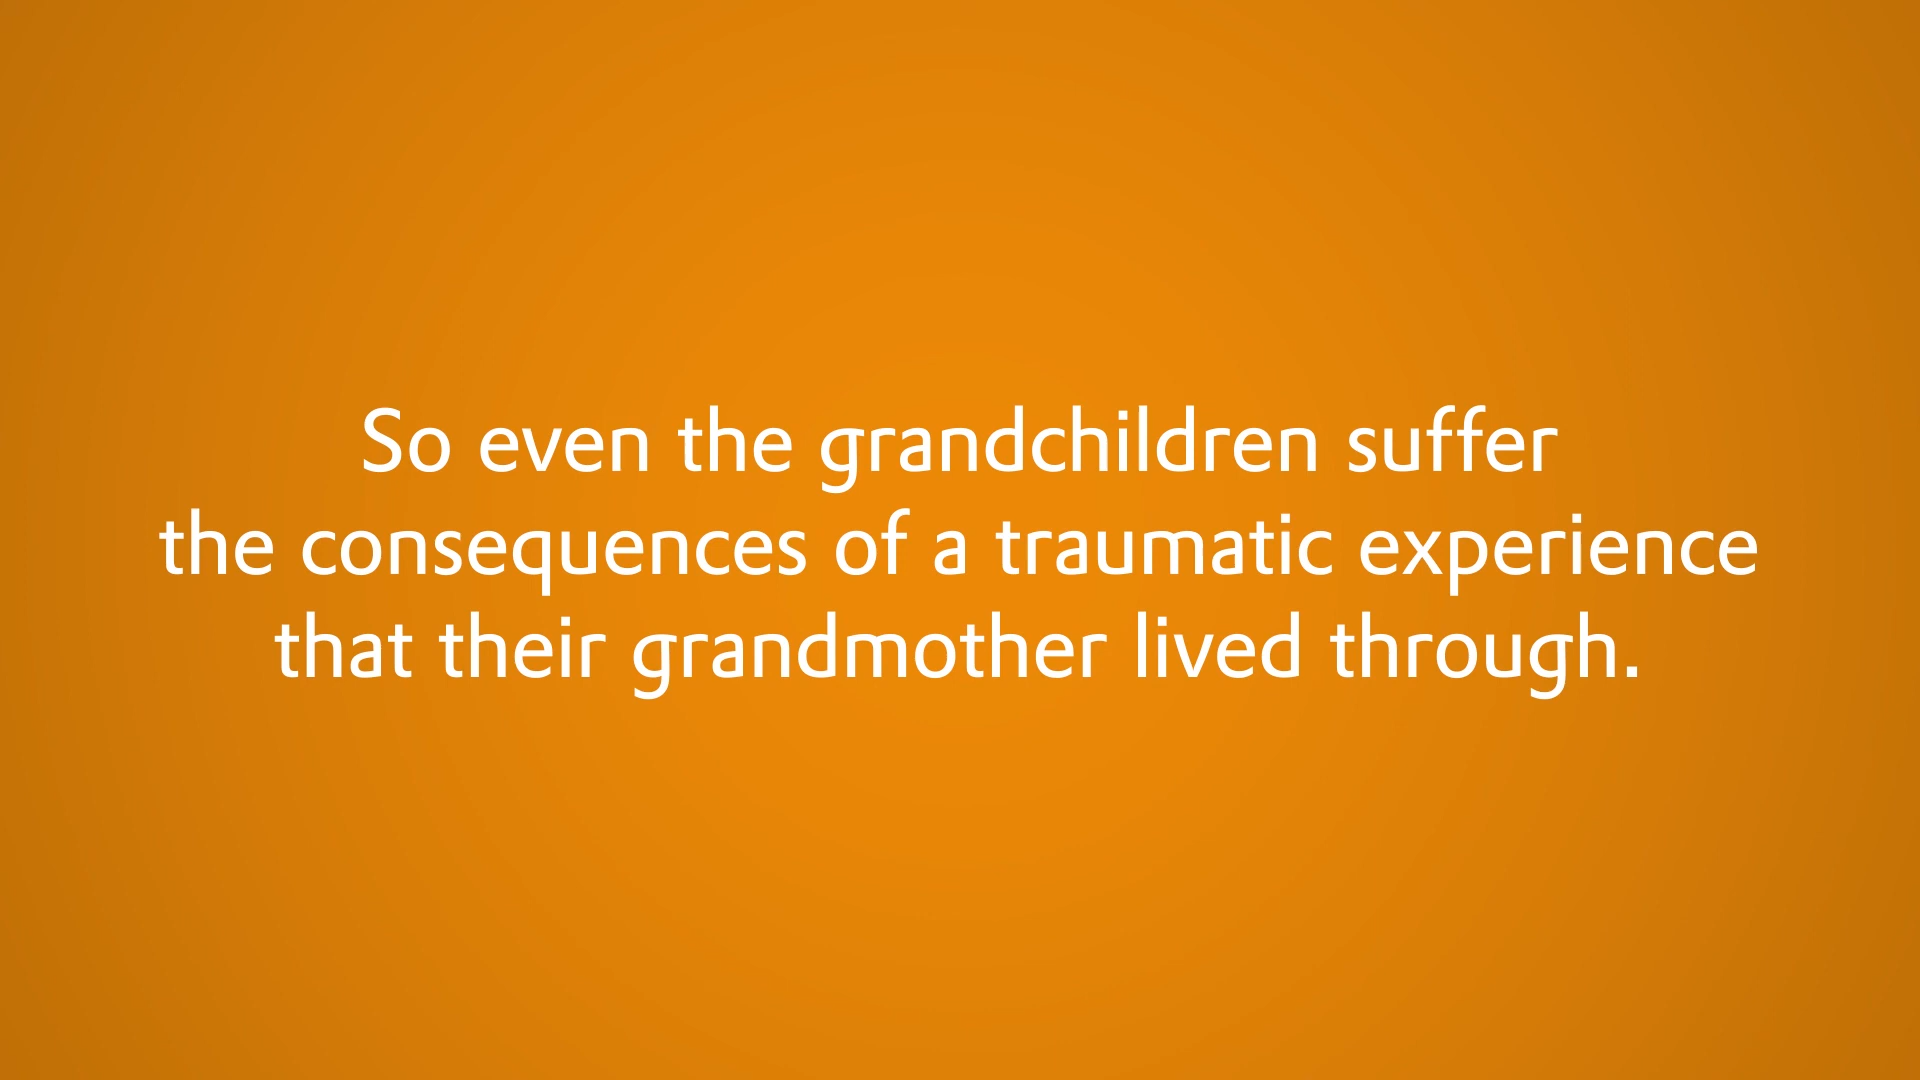 So even the grandchildren suffer
the consequences of a traumatic experience
that their grandmother lived through.